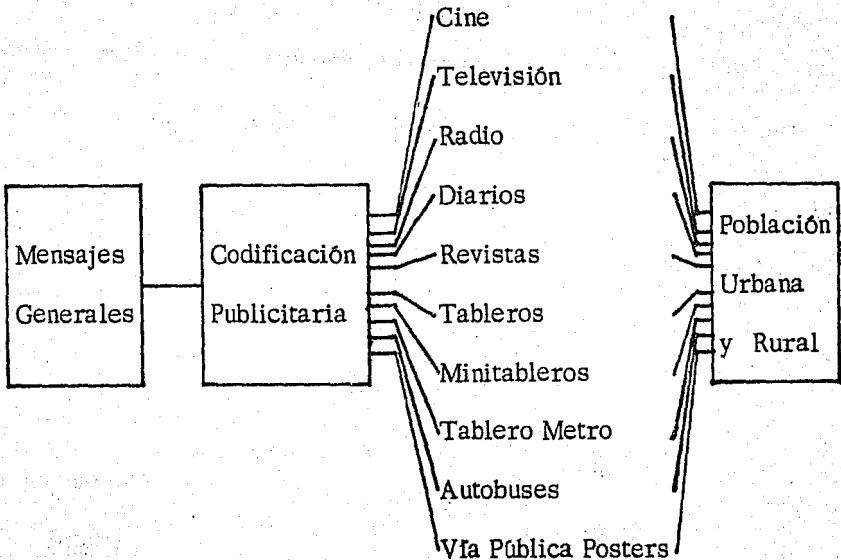 Mensajes
Generales
Codificación
Publicitaria
Cine
Televisión
Radio
Diarios
Revistas
Tableros
Minitableros
Tablero Metro
Autobuses
Vía Pública Posters
Población
Urbana
y Rural